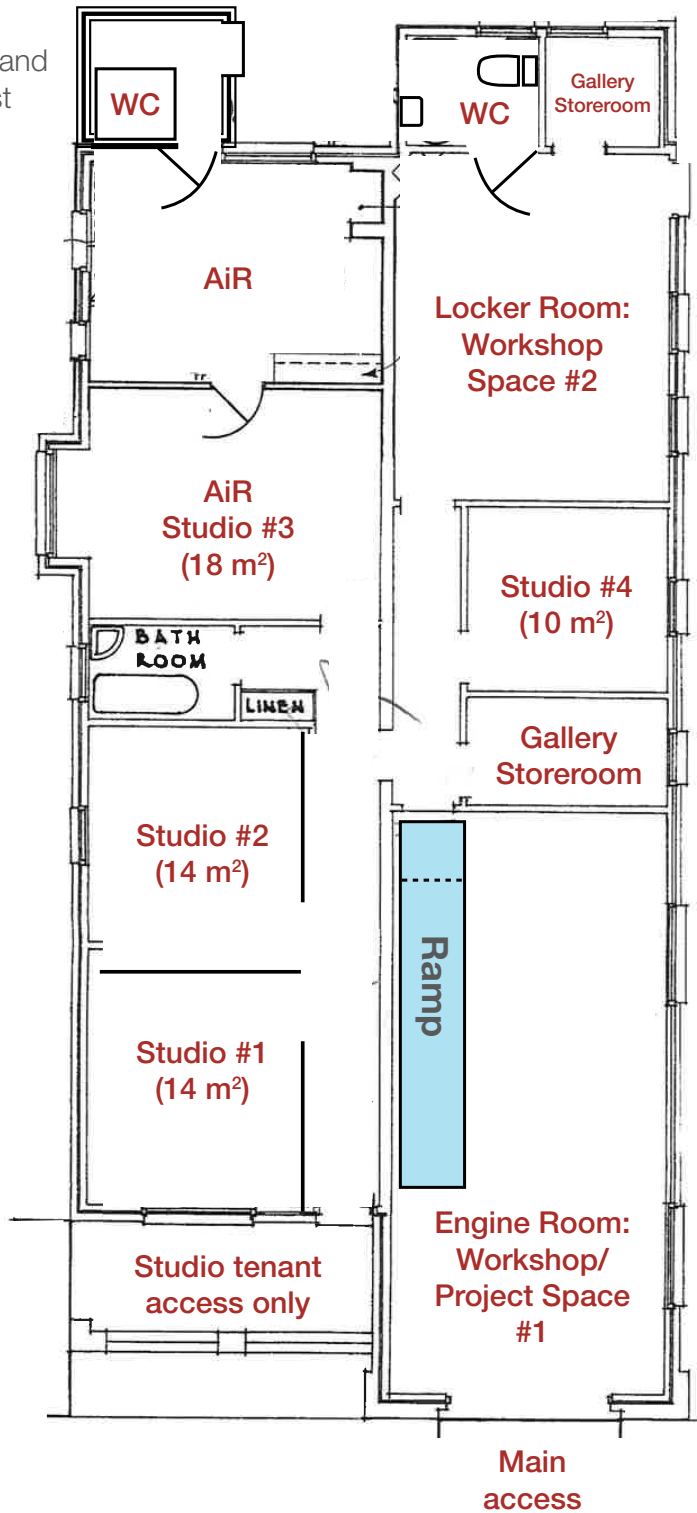 and
st
WC
WC
Gallery
Storeroom
AiR
Locker Room:
Workshop
Space #2
AiR
Studio #3
(18 m²)
Studio #4
(10 m²)
BATH
ROOM
LINEN
Gallery
Storeroom
Studio #2
(14 m²)
Ramp
Studio #1
(14 m²)
Engine Room:
Workshop/
Project Space
#1
Studio tenant
access only
Main
access